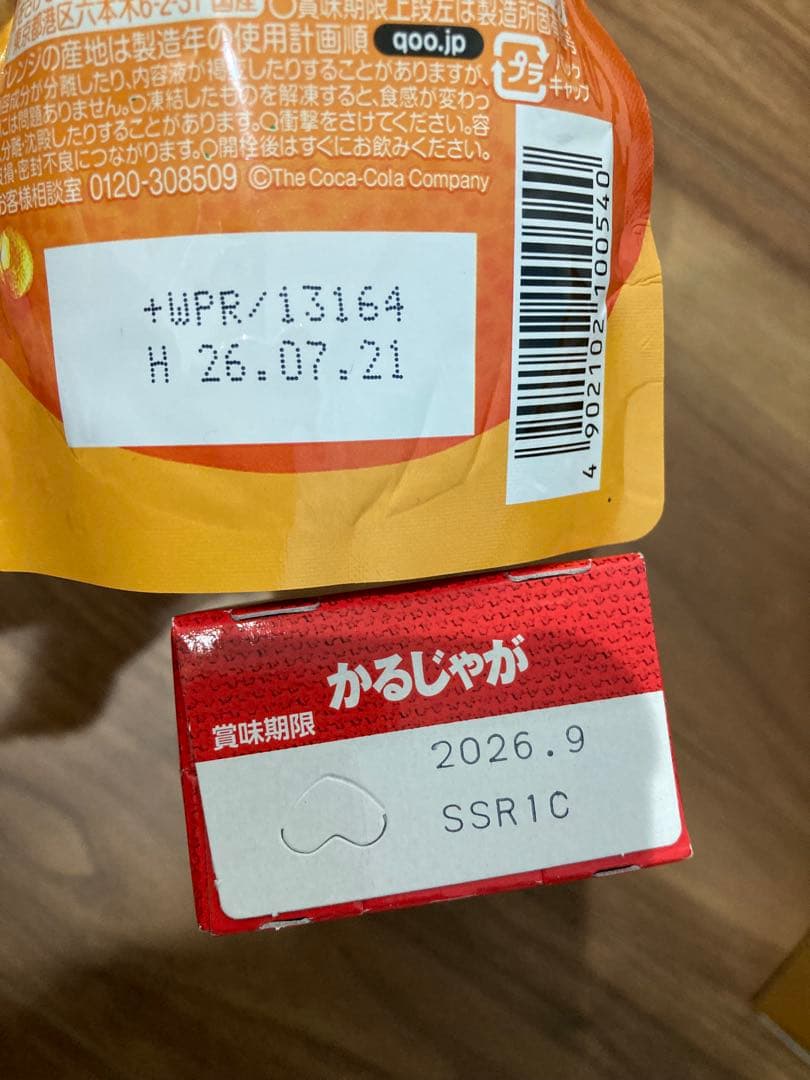 京都港区六本木6-2-31 国産 〇賞味期限上段左は製造所固
レンジの産地は製造年の使用計画順 qoo.jp
プラ
キャップ
成分が分離したり、内容液が褐変したりすることがありますが、
には問題ありません。〇凍結したものを解凍すると、食感が変わっ
分離・沈殿したりすることがあります。〇衝撃をさけてください。容
破損・密封不良につながります。〇開栓後はすぐにお飲みください。
お客様相談室 0120-308509 ©The Coca-Cola Company
+WPR/13164
H 26.07.21
4 902102 100540
かるじゃが
賞味期限
2026.9
SSR1C